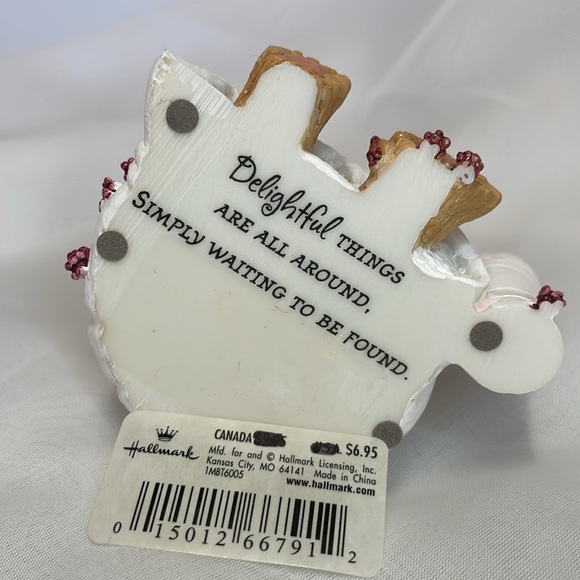 Delightful THINGS
ARE ALL AROUND,
SIMPLY WAITING TO BE FOUND.
Hallmark
CANADA $6.95
Mfd. for and © Hallmark Licensing, Inc.
Kansas City, MO 64141 Made in China
1MBT6005 www.hallmark.com
0 15012 66791 2